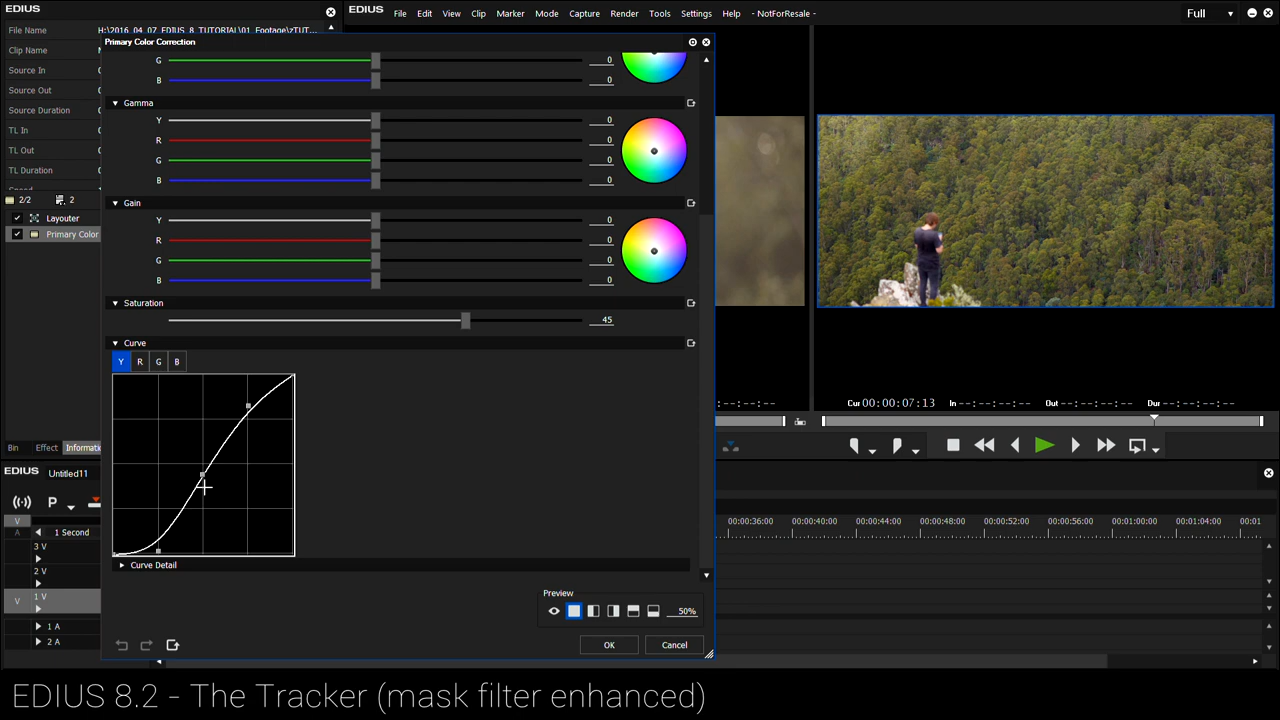 EDIUS
EDIUS File Edit View Clip Marker Mode Capture Render Tools Settings Help - NotForResale - Full
File Name H:\2016_04_07_EDIUS_8_TUTORIAL\01_Footage\zTUT...
Primary Color Correction
Clip Name
Source In
Source Out
Source Duration
TL In
TL Out
TL Duration
G 0
B 0
Gamma
Y 0
R 0
G 0
B 0
2/2 2
Layouter
Primary Color
Gain
Y 0
R 0
G 0
B 0
Saturation
45
Curve
Y R G B
Cur 00:00:07:13 In --:--:--:-- Out --:--:--:-- Dur --:--:--:--
Bin Effect Informatic
EDIUS Untitled11
P
V
A 1 Second
3 V
2 V
V 1 V
1 A
2 A
00:00:36:00 00:00:40:00 00:00:44:00 00:00:48:00 00:00:52:00 00:00:56:00 00:01:00:00 00:01:04:00 00:01
Curve Detail
Preview
50%
OK Cancel
EDIUS 8.2 - The Tracker (mask filter enhanced)